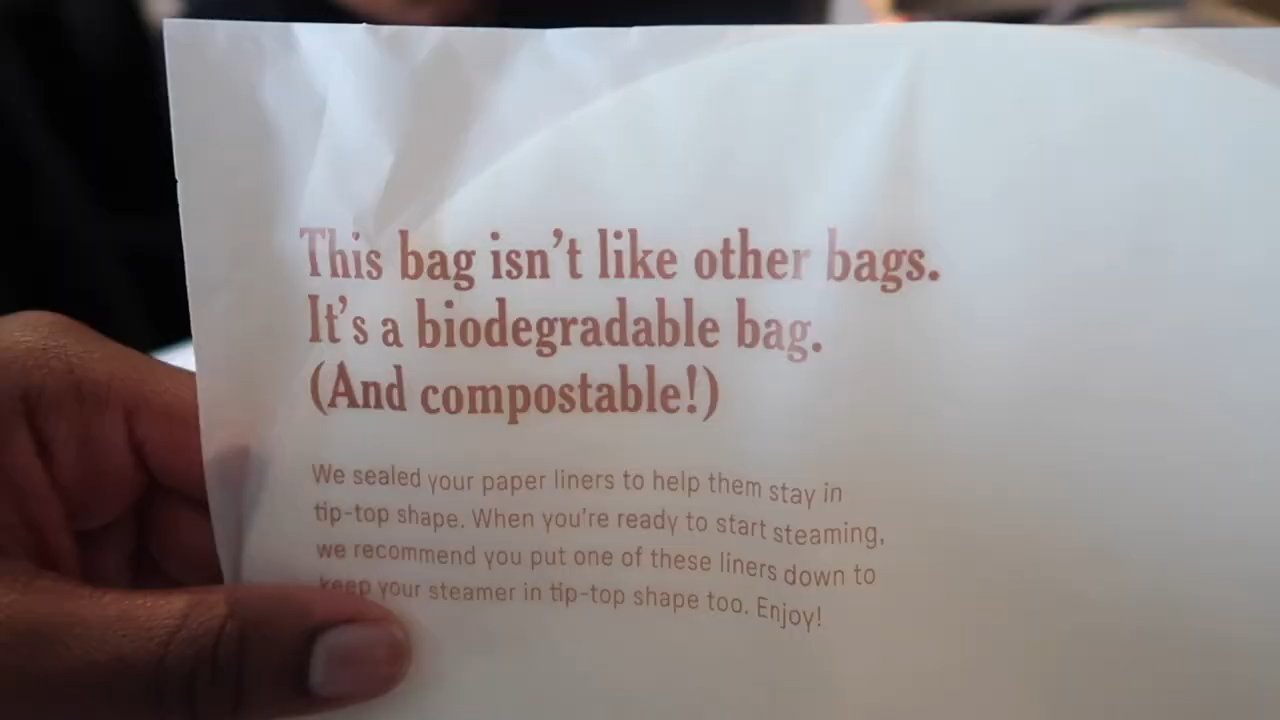 This bag isn't like other bags.
It's a biodegradable bag.
(And compostable!)
We sealed your paper liners to help them stay in
tip-top shape. When you're ready to start steaming,
we recommend you put one of these liners down to
keep your steamer in tip-top shape too. Enjoy!